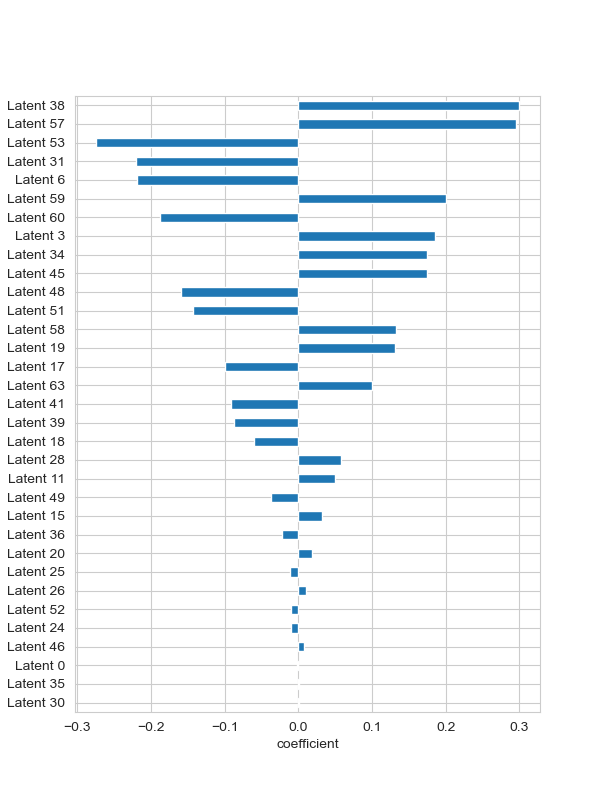 Latent 38
Latent 57
Latent 53
Latent 31
Latent 6
Latent 59
Latent 60
Latent 3
Latent 34
Latent 45
Latent 48
Latent 51
Latent 58
Latent 19
Latent 17
Latent 63
Latent 41
Latent 39
Latent 18
Latent 28
Latent 11
Latent 49
Latent 15
Latent 36
Latent 20
Latent 25
Latent 26
Latent 52
Latent 24
Latent 46
Latent 0
Latent 35
Latent 30
−0.3 −0.2 −0.1 0.0 0.1 0.2 0.3
coefficient